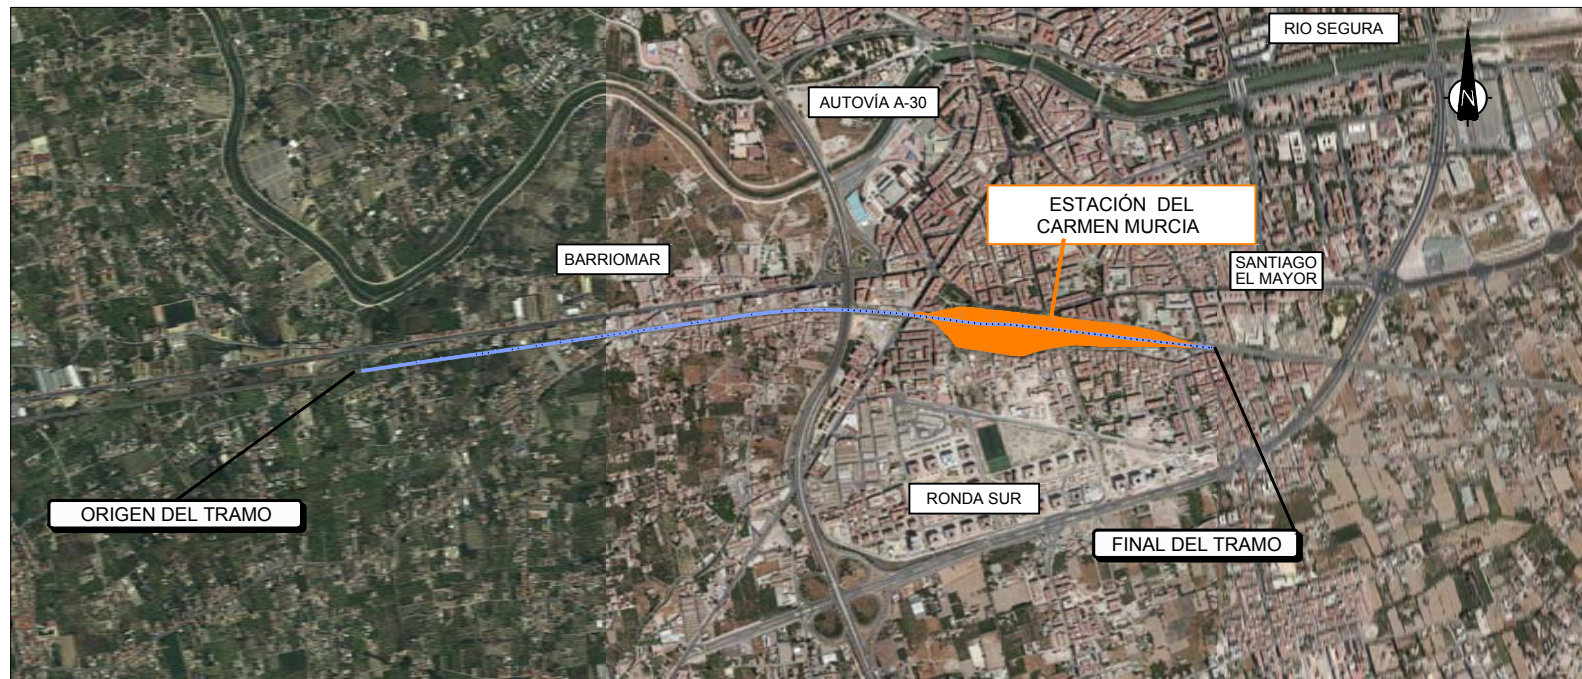 RIO SEGURA
N
AUTOVÍA A-30
ESTACIÓN DEL
CARMEN MURCIA
BARRIOMAR
SANTIAGO
EL MAYOR
RONDA SUR
ORIGEN DEL TRAMO
FINAL DEL TRAMO